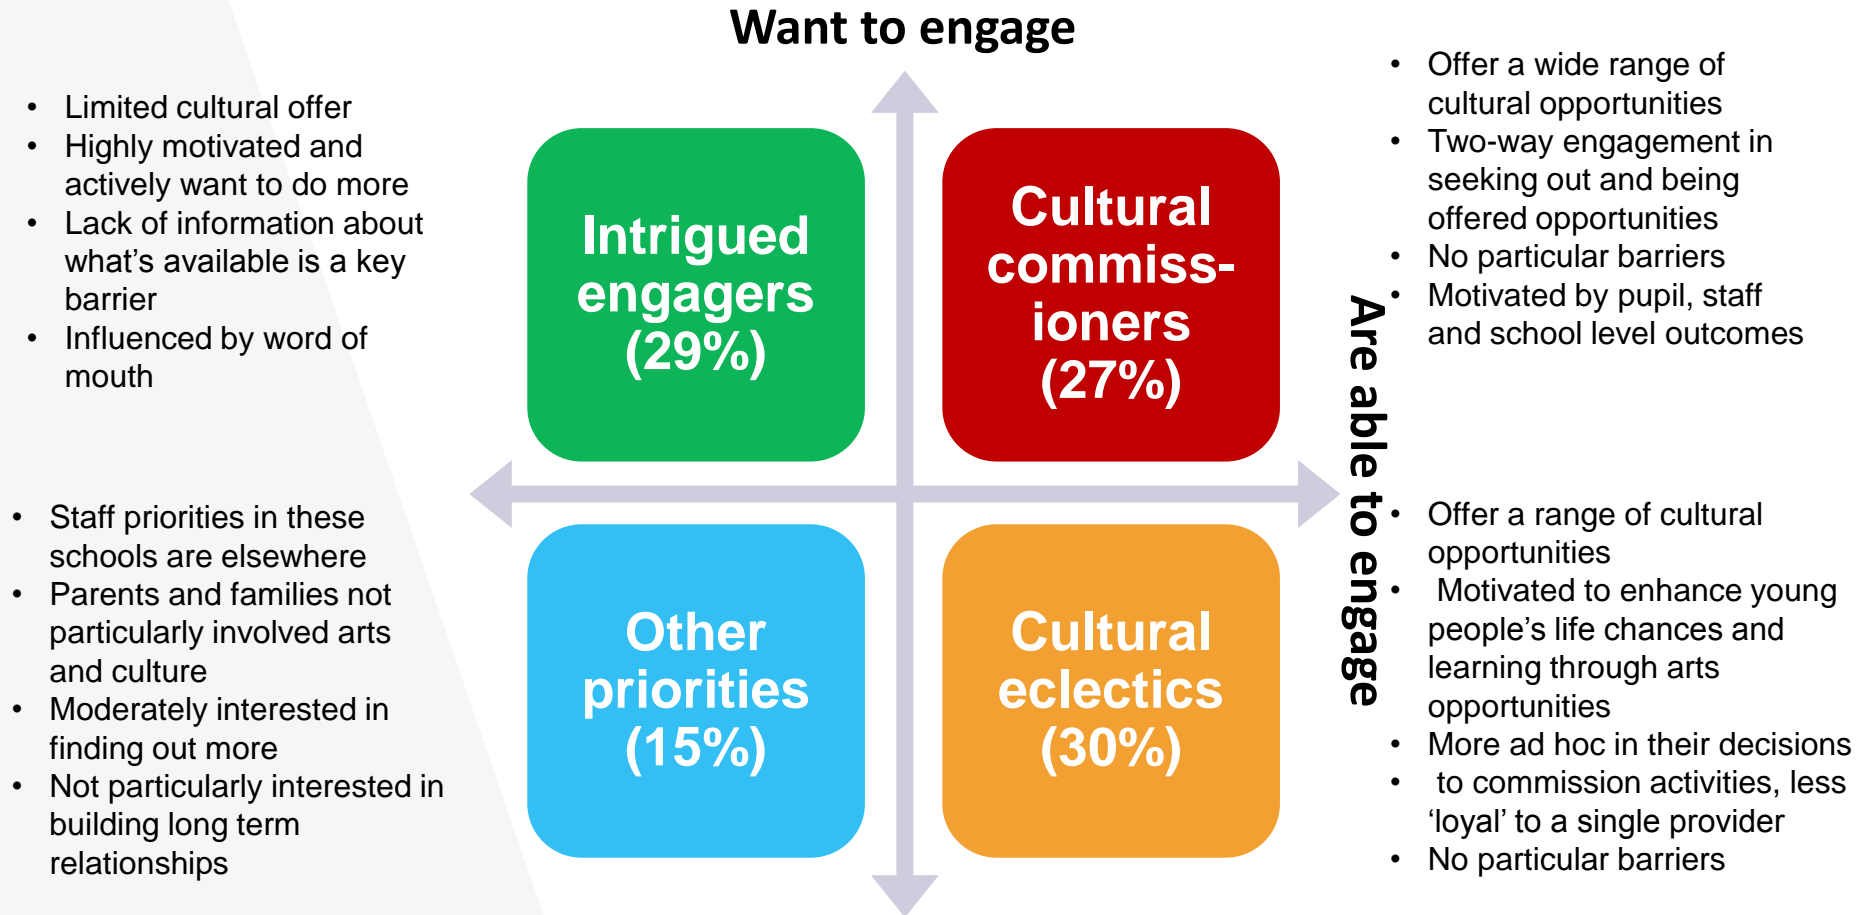 Want to engage
• Limited cultural offer
• Highly motivated and
actively want to do more
• Lack of information about
what’s available is a key
barrier
• Influenced by word of
mouth
Intrigued
engagers
(29%)
Cultural
commiss-
ioners
(27%)
• Offer a wide range of
cultural opportunities
• Two-way engagement in
seeking out and being
offered opportunities
• No particular barriers
• Motivated by pupil, staff
and school level outcomes
Are able to engage
• Staff priorities in these
schools are elsewhere
• Parents and families not
particularly involved arts
and culture
• Moderately interested in
finding out more
• Not particularly interested in
building long term
relationships
Other
priorities
(15%)
Cultural
eclectics
(30%)
• Offer a range of cultural
opportunities
• Motivated to enhance young
people’s life chances and
learning through arts
opportunities
• More ad hoc in their decisions
• to commission activities, less
‘loyal’ to a single provider
• No particular barriers